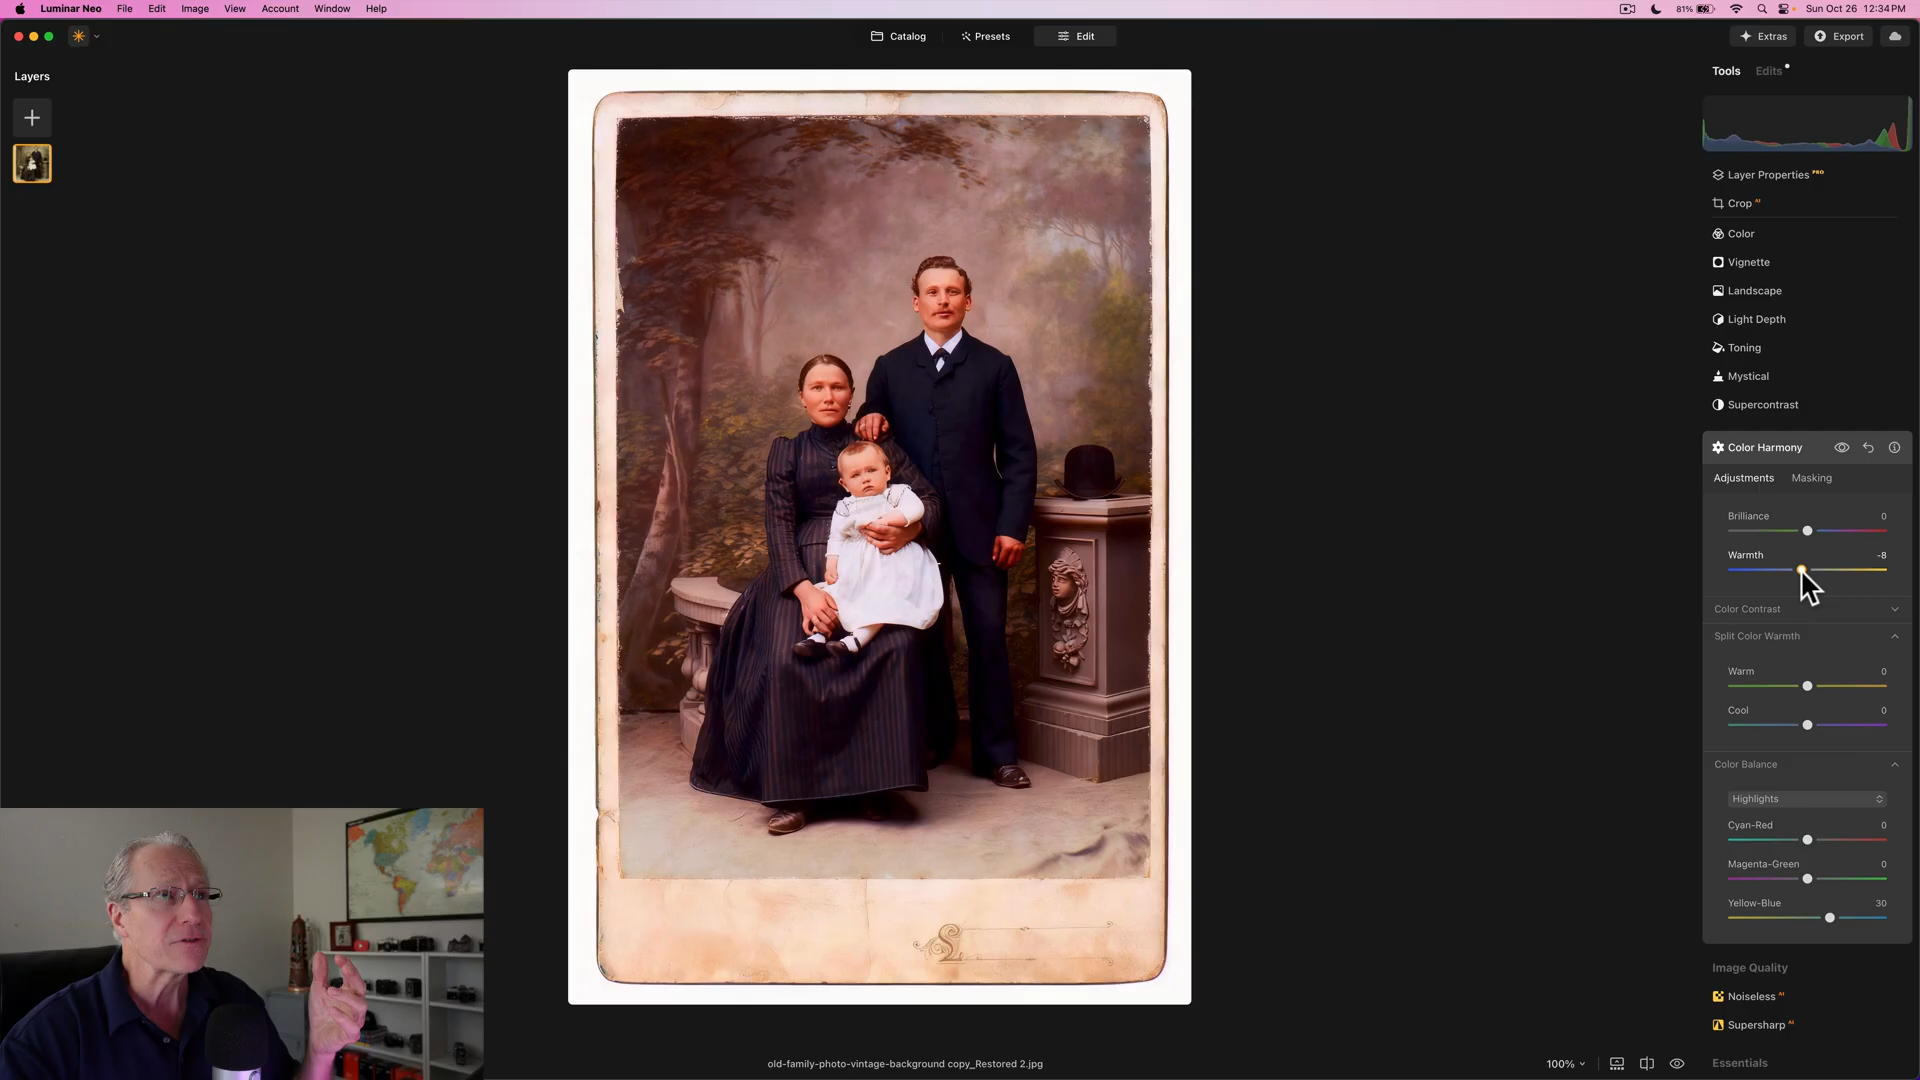 Luminar Neo File Edit Image View Account Window Help 81% Sun Oct 26 12:34 PM
Catalog Presets Edit Extras Export
Layers
Tools Edits
Layer Properties PRO
Crop AI
Color
Vignette
Landscape
Light Depth
Toning
Mystical
Supercontrast
Color Harmony
Adjustments Masking
Brilliance 0
Warmth -8
Color Contrast
Split Color Warmth
Warm 0
Cool 0
Color Balance
Highlights
Cyan-Red 0
Magenta-Green 0
Yellow-Blue 30
Image Quality
Noiseless AI
Supersharp AI
Essentials
old-family-photo-vintage-background copy_Restored 2.jpg
100%